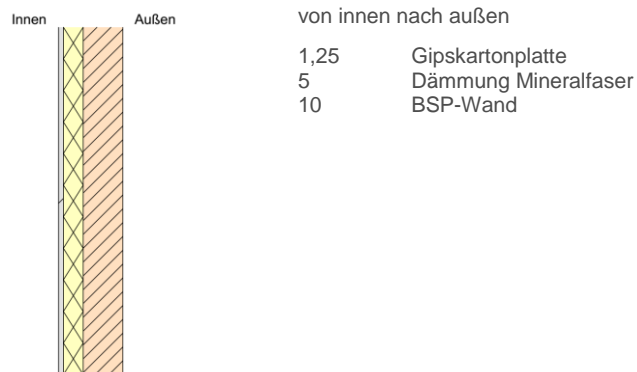 Innen Außen
von innen nach außen
1,25 Gipskartonplatte
5 Dämmung Mineralfaser
10 BSP-Wand